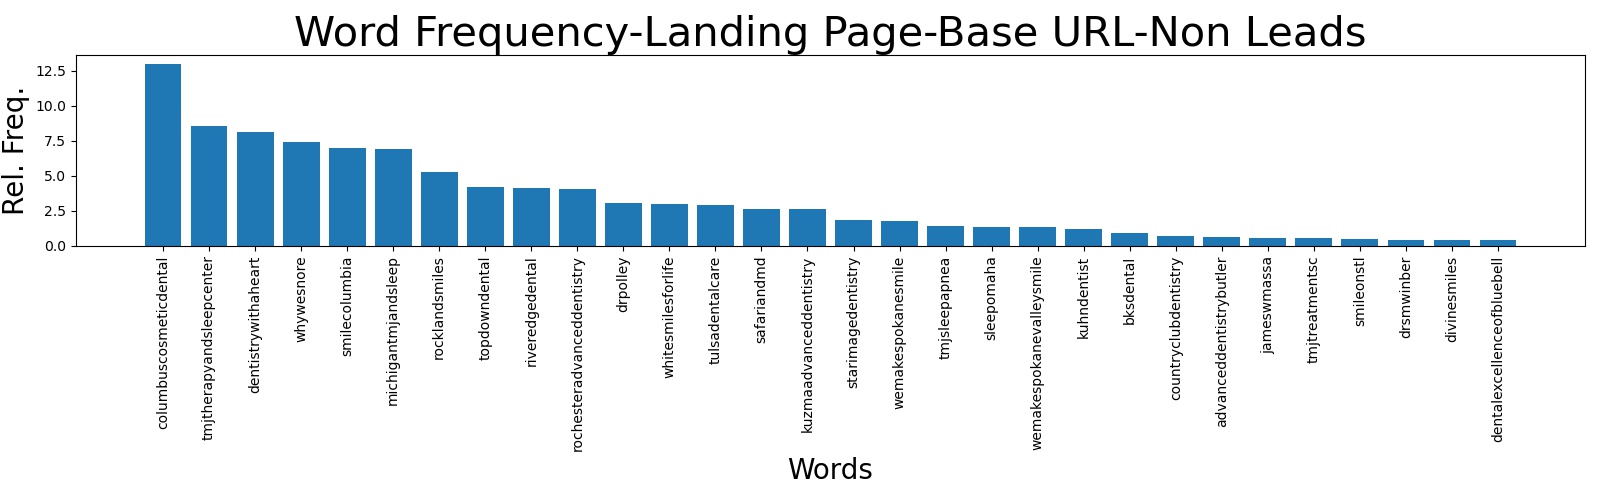 Word Frequency-Landing Page-Base URL-Non Leads
Rel. Freq.
12.5
10.0
7.5
5.0
2.5
0.0
columbuscosmeticdental
tmjtherapyandsleepcenter
dentistrywithaheart
whywesnore
smilecolumbia
michigantmjandsleep
rocklandsmiles
topdowndental
riveredgedental
rochesteradvanceddentistry
drpolley
whitesmilesforlife
tulsadentalcare
safariandmd
kuzmaadvanceddentistry
starimagedentistry
wemakespokanesmile
tmjsleepapnea
sleepomaha
wemakespokanevalleysmile
kuhndentist
bksdental
countryclubdentistry
advanceddentistrybutler
jameswmassa
tmjtreatmentsc
smileonstl
drsmwinber
divinesmiles
dentalexcellenceofbluebell
Words